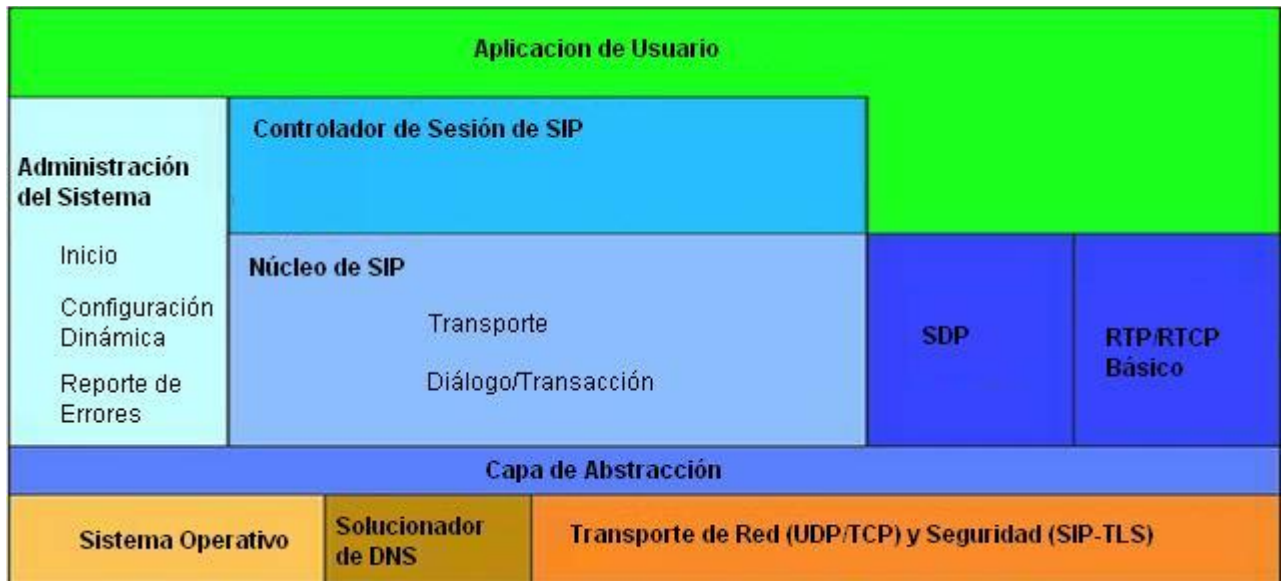 Aplicacion de Usuario
Controlador de Sesión de SIP
Administración
del Sistema
Inicio
Configuración
Dinámica
Reporte de
Errores
Núcleo de SIP
Transporte
Diálogo/Transacción
SDP
RTP/RTCP
Básico
Capa de Abstracción
Sistema Operativo
Solucionador
de DNS
Transporte de Red (UDP/TCP) y Seguridad (SIP-TLS)